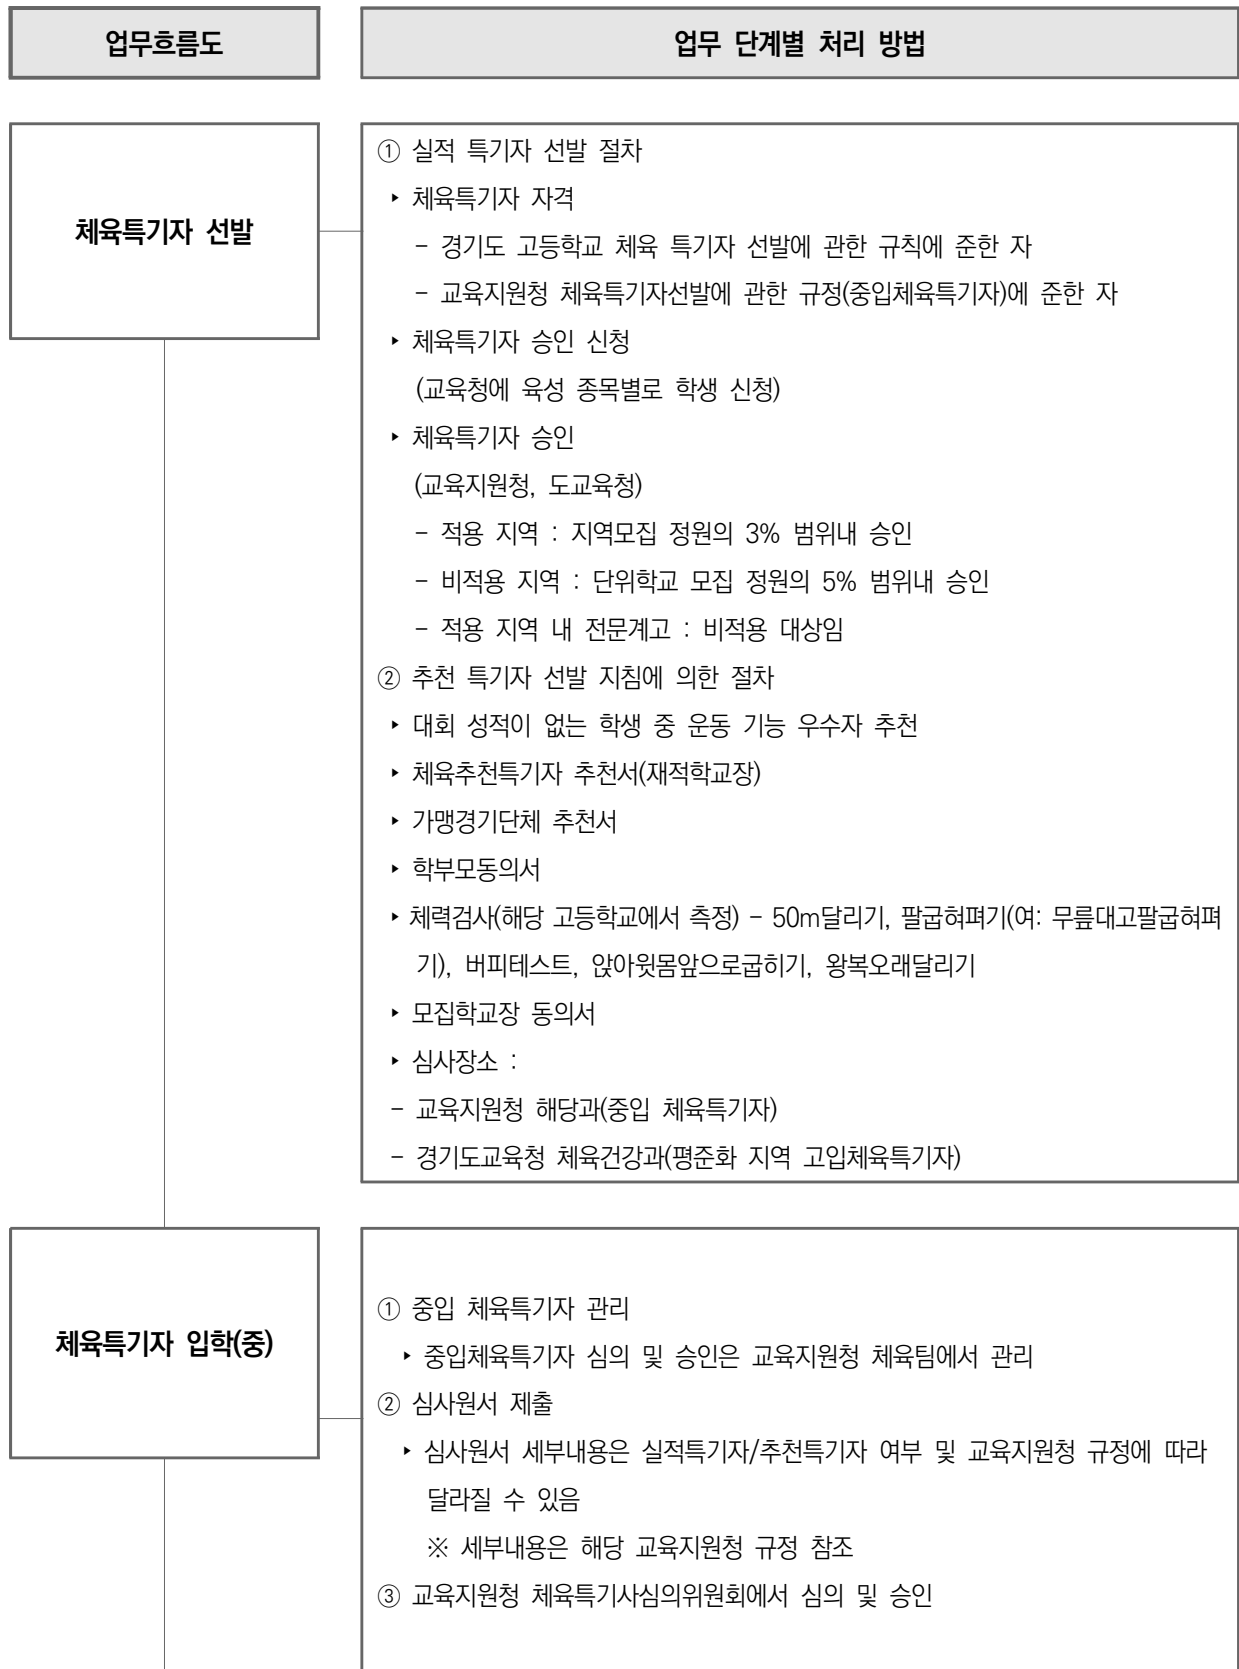 업무흐름도
업무 단계별 처리 방법
체육특기자 선발
① 실적 특기자 선발 절차
‣ 체육특기자 자격
- 경기도 고등학교 체육 특기자 선발에 관한 규칙에 준한 자
- 교육지원청 체육특기자선발에 관한 규정(중입체육특기자)에 준한 자
‣ 체육특기자 승인 신청
(교육청에 육성 종목별로 학생 신청)
‣ 체육특기자 승인
(교육지원청, 도교육청)
- 적용 지역 : 지역모집 정원의 3% 범위내 승인
- 비적용 지역 : 단위학교 모집 정원의 5% 범위내 승인
- 적용 지역 내 전문계고 : 비적용 대상임
② 추천 특기자 선발 지침에 의한 절차
‣ 대회 성적이 없는 학생 중 운동 기능 우수자 추천
‣ 체육추천특기자 추천서(재적학교장)
‣ 가맹경기단체 추천서
‣ 학부모동의서
‣ 체력검사(해당 고등학교에서 측정) - 50m달리기, 팔굽혀펴기(여: 무릎대고팔굽혀펴
기), 버피테스트, 앉아윗몸앞으로굽히기, 왕복오래달리기
‣ 모집학교장 동의서
‣ 심사장소 :
- 교육지원청 해당과(중입 체육특기자)
- 경기도교육청 체육건강과(평준화 지역 고입체육특기자)
체육특기자 입학(중)
① 중입 체육특기자 관리
‣ 중입체육특기자 심의 및 승인은 교육지원청 체육팀에서 관리
② 심사원서 제출
‣ 심사원서 세부내용은 실적특기자/추천특기자 여부 및 교육지원청 규정에 따라
달라질 수 있음
※ 세부내용은 해당 교육지원청 규정 참조
③ 교육지원청 체육특기사심의위원회에서 심의 및 승인